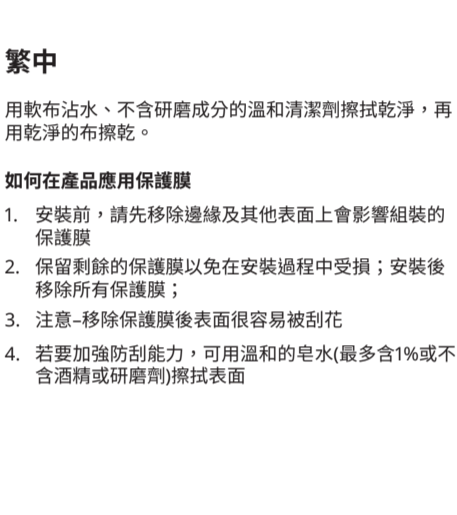 繁中
用軟布沾水、不含研磨成分的溫和清潔劑擦拭乾淨，再
用乾淨的布擦乾。
如何在產品應用保護膜
1. 安裝前，請先移除邊緣及其他表面上會影響組裝的
保護膜
2. 保留剩餘的保護膜以免在安裝過程中受損；安裝後
移除所有保護膜；
3. 注意–移除保護膜後表面很容易被刮花
4. 若要加強防刮能力，可用溫和的皂水(最多含1%或不
含酒精或研磨劑)擦拭表面